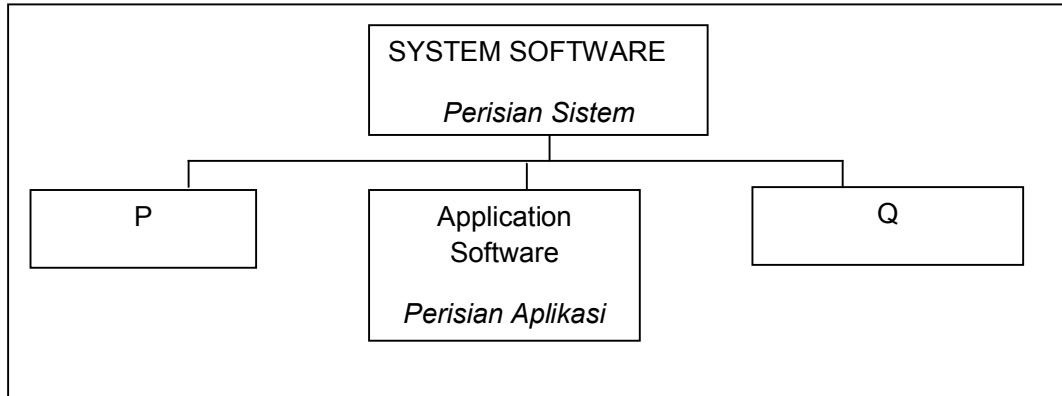 SYSTEM SOFTWARE
Perisian Sistem
P
Application
Software
Perisian Aplikasi
Q